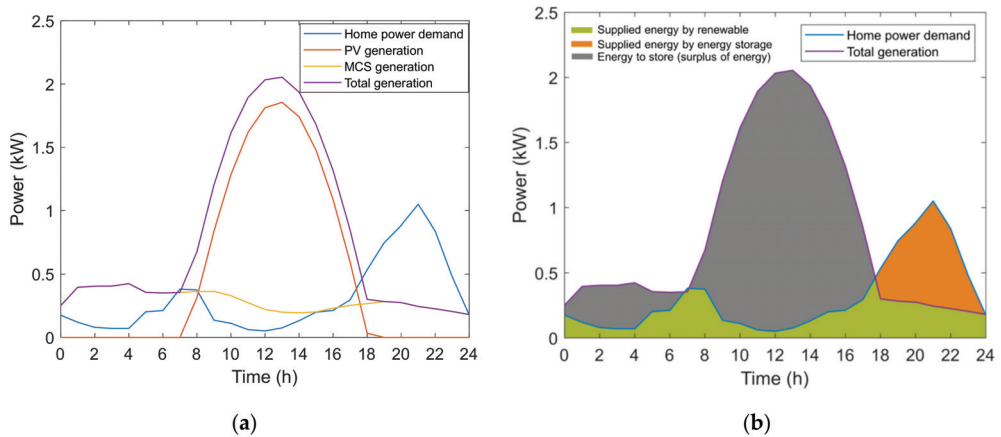 2.5
2
1.5
1
0.5
0
Power (kW)
0 2 4 6 8 10 12 14 16 18 20 22 24
Time (h)
Home power demand
PV generation
MCS generation
Total generation
(a)
2.5
2
1.5
1
0.5
0
Power (kW)
0 2 4 6 8 10 12 14 16 18 20 22 24
Time (h)
Supplied energy by renewable
Supplied energy by energy storage
Energy to store (surplus of energy)
Home power demand
Total generation
(b)